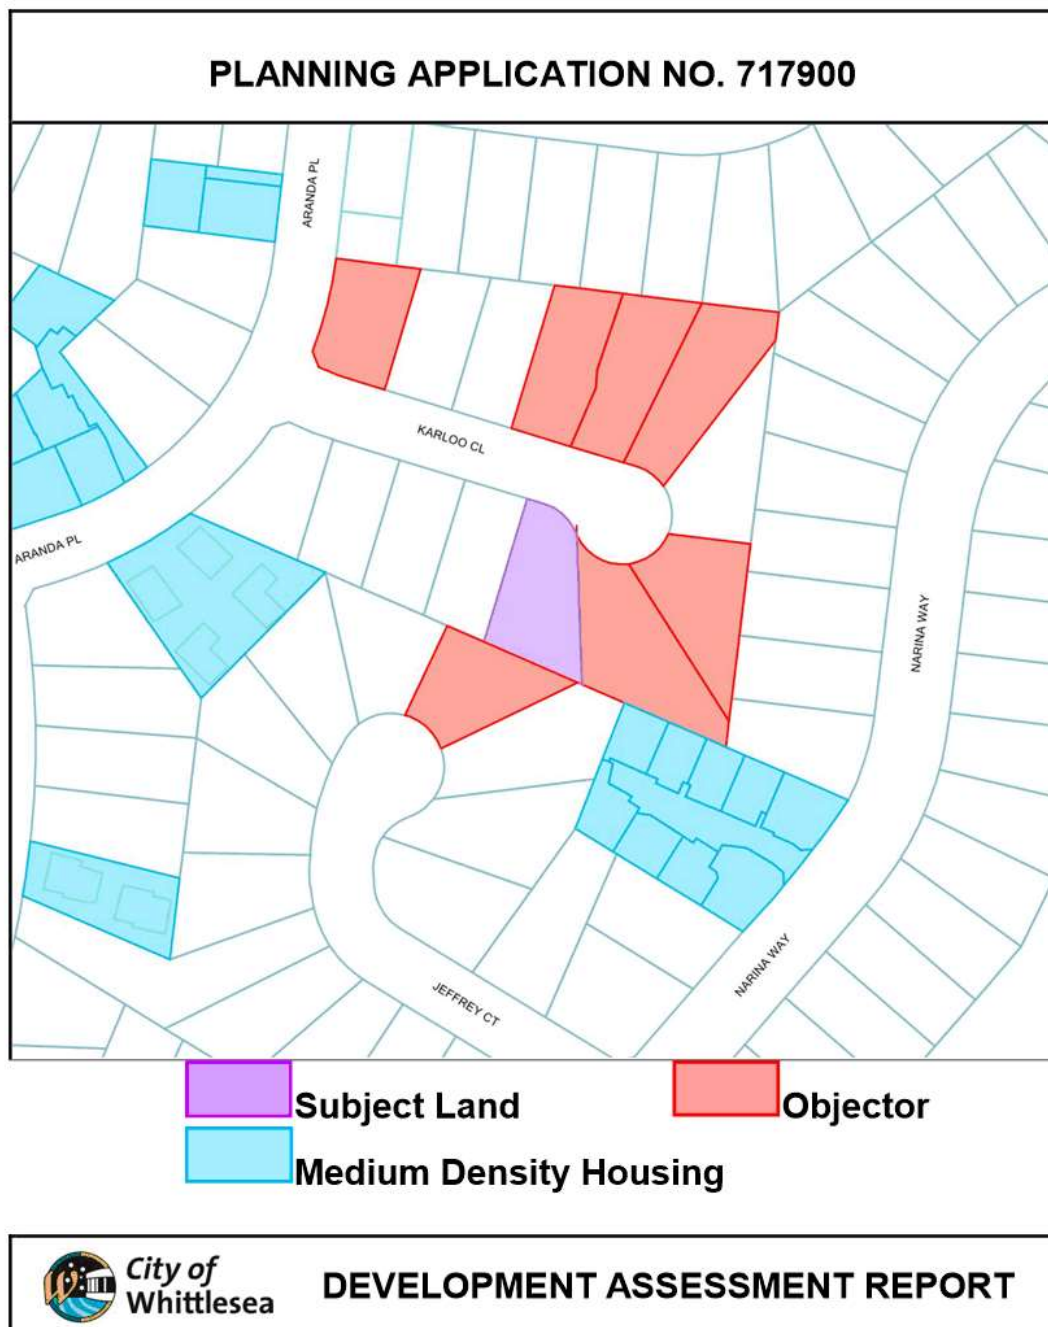 PLANNING APPLICATION NO. 717900
ARANDA PL
KARLOO CL
ARANDA PL
NARINA WAY
NARINA WAY
JEFFREY CT
Subject Land
Objector
Medium Density Housing
City of
Whittlesea
DEVELOPMENT ASSESSMENT REPORT